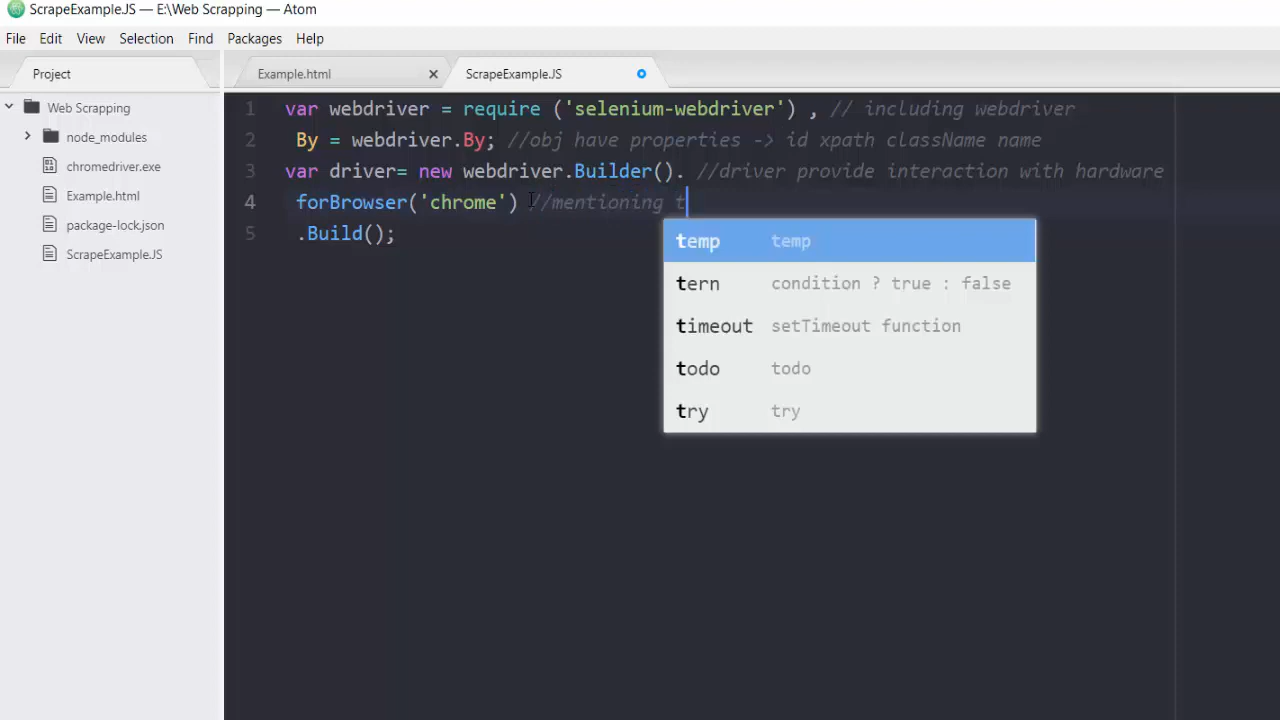 ScrapeExample.JS — E:\Web Scrapping — Atom
File Edit View Selection Find Packages Help
Project
Example.html
ScrapeExample.JS
Web Scrapping
node_modules
chromedriver.exe
Example.html
package-lock.json
ScrapeExample.JS
1 var webdriver = require ('selenium-webdriver') , // including webdriver
2 By = webdriver.By; //obj have properties -> id xpath className name
3 var driver= new webdriver.Builder(). //driver provide interaction with hardware
4 forBrowser('chrome') //mentioning t
5 .Build();
temp temp
tern condition ? true : false
timeout setTimeout function
todo todo
try try